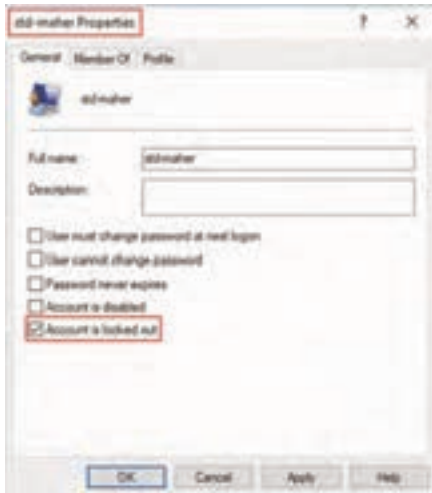 std-maher Properties ? ×
General Member Of Profile
std-maher
Full name: std-maher
Description:
User must change password at next logon
User cannot change password
Password never expires
Account is disabled
Account is locked out
OK Cancel Apply Help